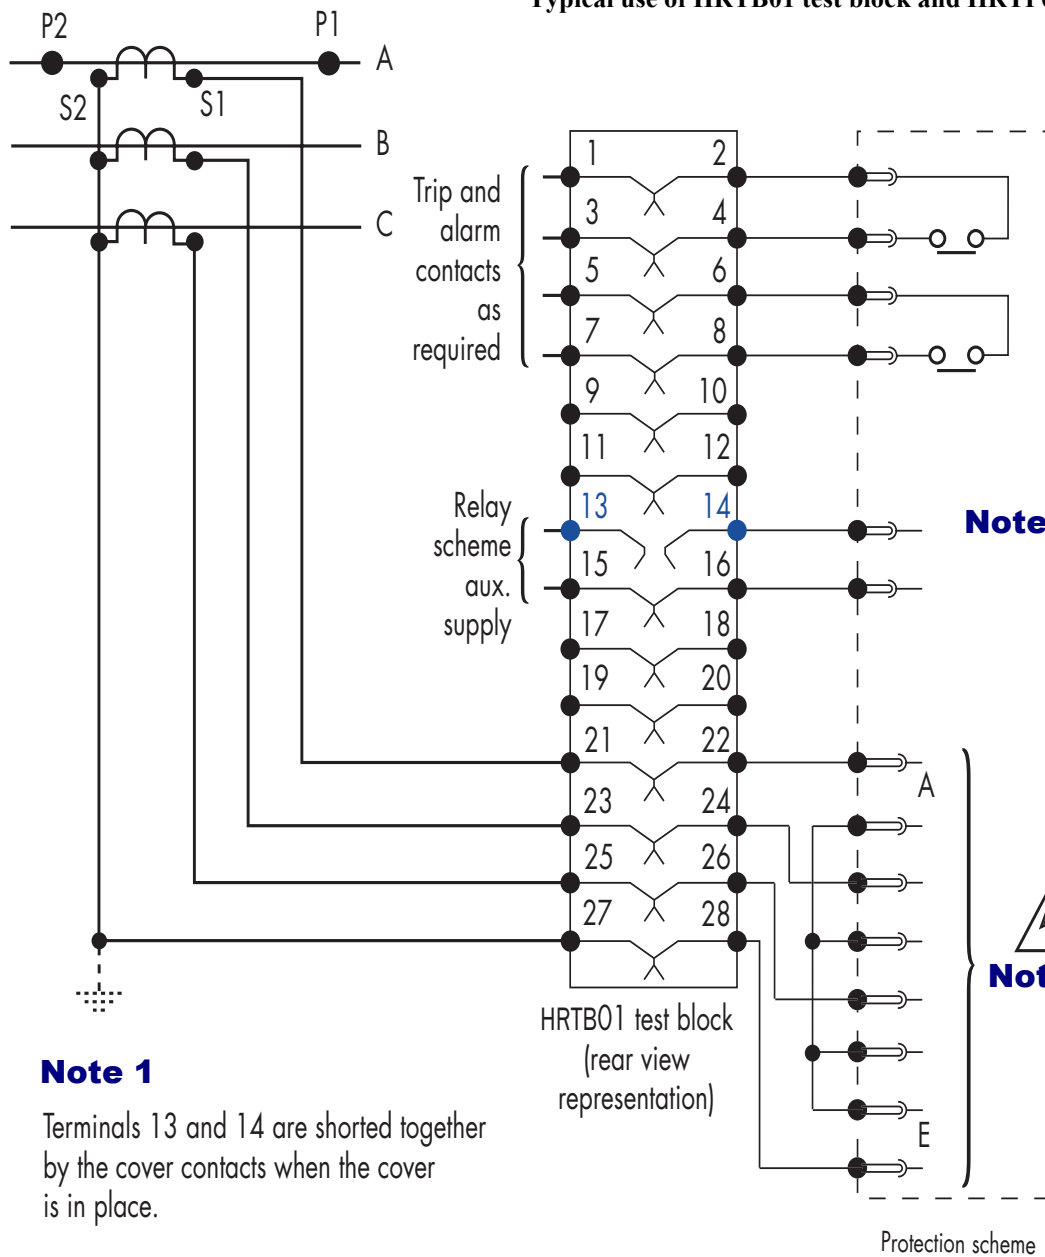 Typical use of HRTB01 test block and
P2
P1
A
S2
S1
B
C
Trip and
alarm
contacts
as
required
1 2
3 4
5 6
7 8
9 10
11 12
13 14
15 16
17 18
19 20
21 22
23 24
25 26
27 28
Relay
scheme
aux.
supply
Note
A
Not
E
HRTB01 test block
(rear view
representation)
Note 1
Terminals 13 and 14 are shorted together
by the cover contacts when the cover
is in place.
Protection scheme